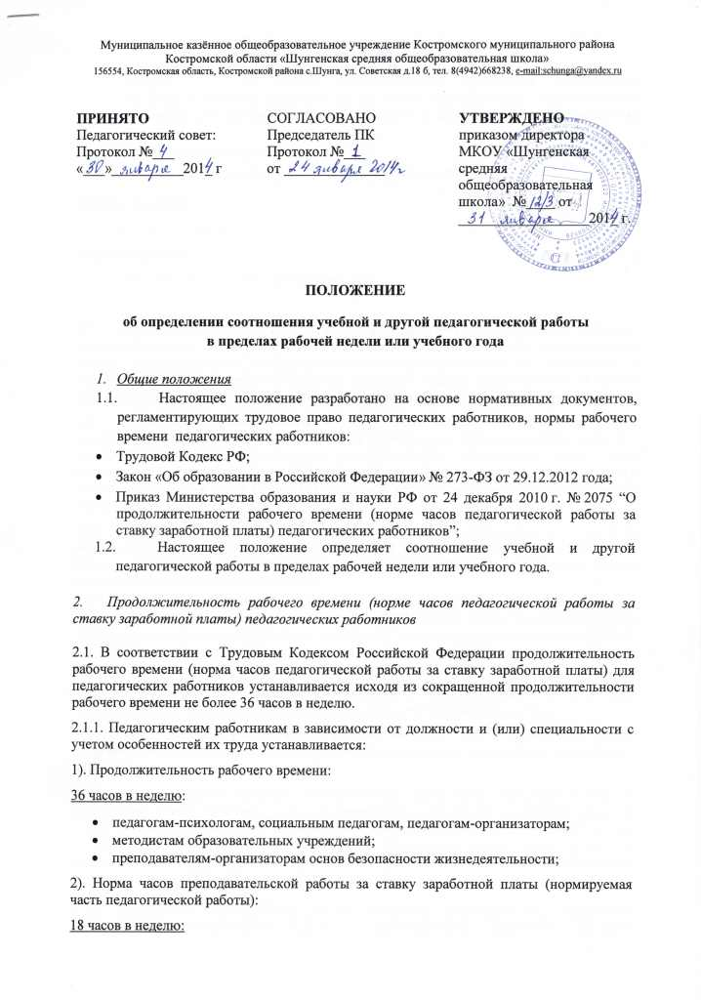 Муниципальное казённое общеобразовательное учреждение Костромского муниципального района
Костромской области «Шунгенская средняя общеобразовательная школа»
156554, Костромская область, Костромской района с.Шунга, ул. Советская д.18 б, тел. 8(4942)668238, e-mail:schunga@yandex.ru
ПРИНЯТО
Педагогический совет:
Протокол № 4
«30» января 2014 г
СОГЛАСОВАНО
Председатель ПК
Протокол № 1
от 24 января 2014г
УТВЕРЖДЕНО
приказом директора
МКОУ «Шунгенская
средняя
общеобразовательная
школа» № 12/3 от
31 января 2014 г.
ПОЛОЖЕНИЕ
об определении соотношения учебной и другой педагогической работы
в пределах рабочей недели или учебного года
1. Общие положения
1.1. Настоящее положение разработано на основе нормативных документов,
регламентирующих трудовое право педагогических работников, нормы рабочего
времени педагогических работников:
• Трудовой Кодекс РФ;
• Закон «Об образовании в Российской Федерации» № 273-ФЗ от 29.12.2012 года;
• Приказ Министерства образования и науки РФ от 24 декабря 2010 г. № 2075 “О
продолжительности рабочего времени (норме часов педагогической работы за
ставку заработной платы) педагогических работников”;
1.2. Настоящее положение определяет соотношение учебной и другой
педагогической работы в пределах рабочей недели или учебного года.
2. Продолжительность рабочего времени (норме часов педагогической работы за
ставку заработной платы) педагогических работников
2.1. В соответствии с Трудовым Кодексом Российской Федерации продолжительность
рабочего времени (норма часов педагогической работы за ставку заработной платы) для
педагогических работников устанавливается исходя из сокращенной продолжительности
рабочего времени не более 36 часов в неделю.
2.1.1. Педагогическим работникам в зависимости от должности и (или) специальности с
учетом особенностей их труда устанавливается:
1). Продолжительность рабочего времени:
36 часов в неделю:
• педагогам-психологам, социальным педагогам, педагогам-организаторам;
• методистам образовательных учреждений;
• преподавателям-организаторам основ безопасности жизнедеятельности;
2). Норма часов преподавательской работы за ставку заработной платы (нормируемая
часть педагогической работы):
18 часов в неделю: